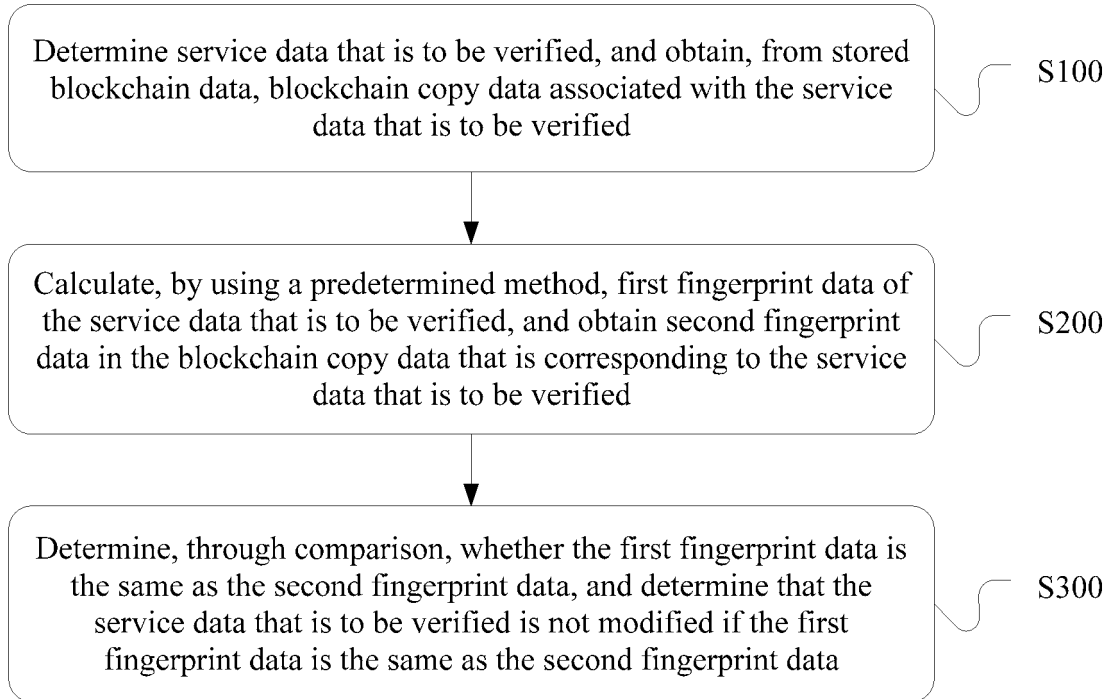 Determine service data that is to be verified, and obtain, from stored
blockchain data, blockchain copy data associated with the service
data that is to be verified
S100
Calculate, by using a predetermined method, first fingerprint data of
the service data that is to be verified, and obtain second fingerprint
data in the blockchain copy data that is corresponding to the service
data that is to be verified
S200
Determine, through comparison, whether the first fingerprint data is
the same as the second fingerprint data, and determine that the
service data that is to be verified is not modified if the first
fingerprint data is the same as the second fingerprint data
S300